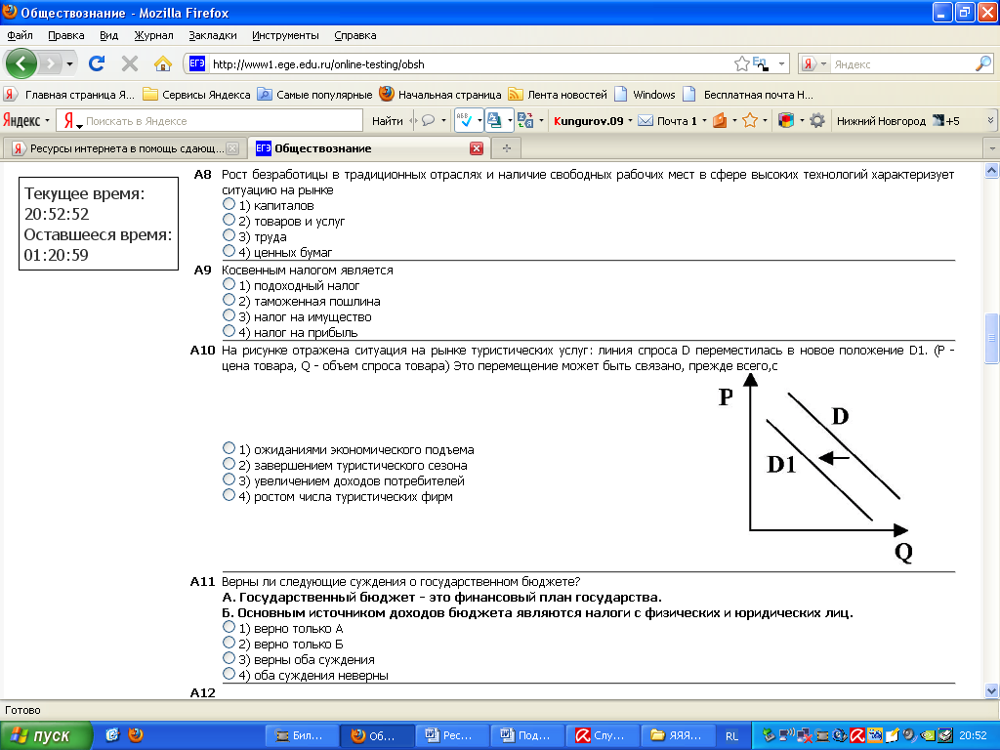 Обществознание - Mozilla Firefox
Файл Правка Вид Журнал Закладки Инструменты Справка
ЕГЭ http://www1.ege.edu.ru/online-testing/obsh Я Яндекс
Главная страница Я... Сервисы Яндекса Самые популярные Начальная страница Лента новостей Windows Бесплатная почта Н...
Яндекс Я Поискать в Яндексе Найти Kungurov.09 Почта 1 Нижний Новгород +5
Ресурсы интернета в помощь сдающ... ЕГЭ Обществознание
Текущее время:
20:52:52
Оставшееся время:
01:20:59
А8 Рост безработицы в традиционных отраслях и наличие свободных рабочих мест в сфере высоких технологий характеризует
ситуацию на рынке
1) капиталов
2) товаров и услуг
3) труда
4) ценных бумаг
А9 Косвенным налогом является
1) подоходный налог
2) таможенная пошлина
3) налог на имущество
4) налог на прибыль
А10 На рисунке отражена ситуация на рынке туристических услуг: линия спроса D переместилась в новое положение D1. (P -
цена товара, Q - объем спроса товара) Это перемещение может быть связано, прежде всего,с
P
D
D1
Q
1) ожиданиями экономического подъема
2) завершением туристического сезона
3) увеличением доходов потребителей
4) ростом числа туристических фирм
А11 Верны ли следующие суждения о государственном бюджете?
А. Государственный бюджет - это финансовый план государства.
Б. Основным источником доходов бюджета являются налоги с физических и юридических лиц.
1) верно только А
2) верно только Б
3) верны оба суждения
4) оба суждения неверны
А12
Готово
пуск Бил... Об... Рес... Под... Слу... ЯЯЯ... RL 20:52